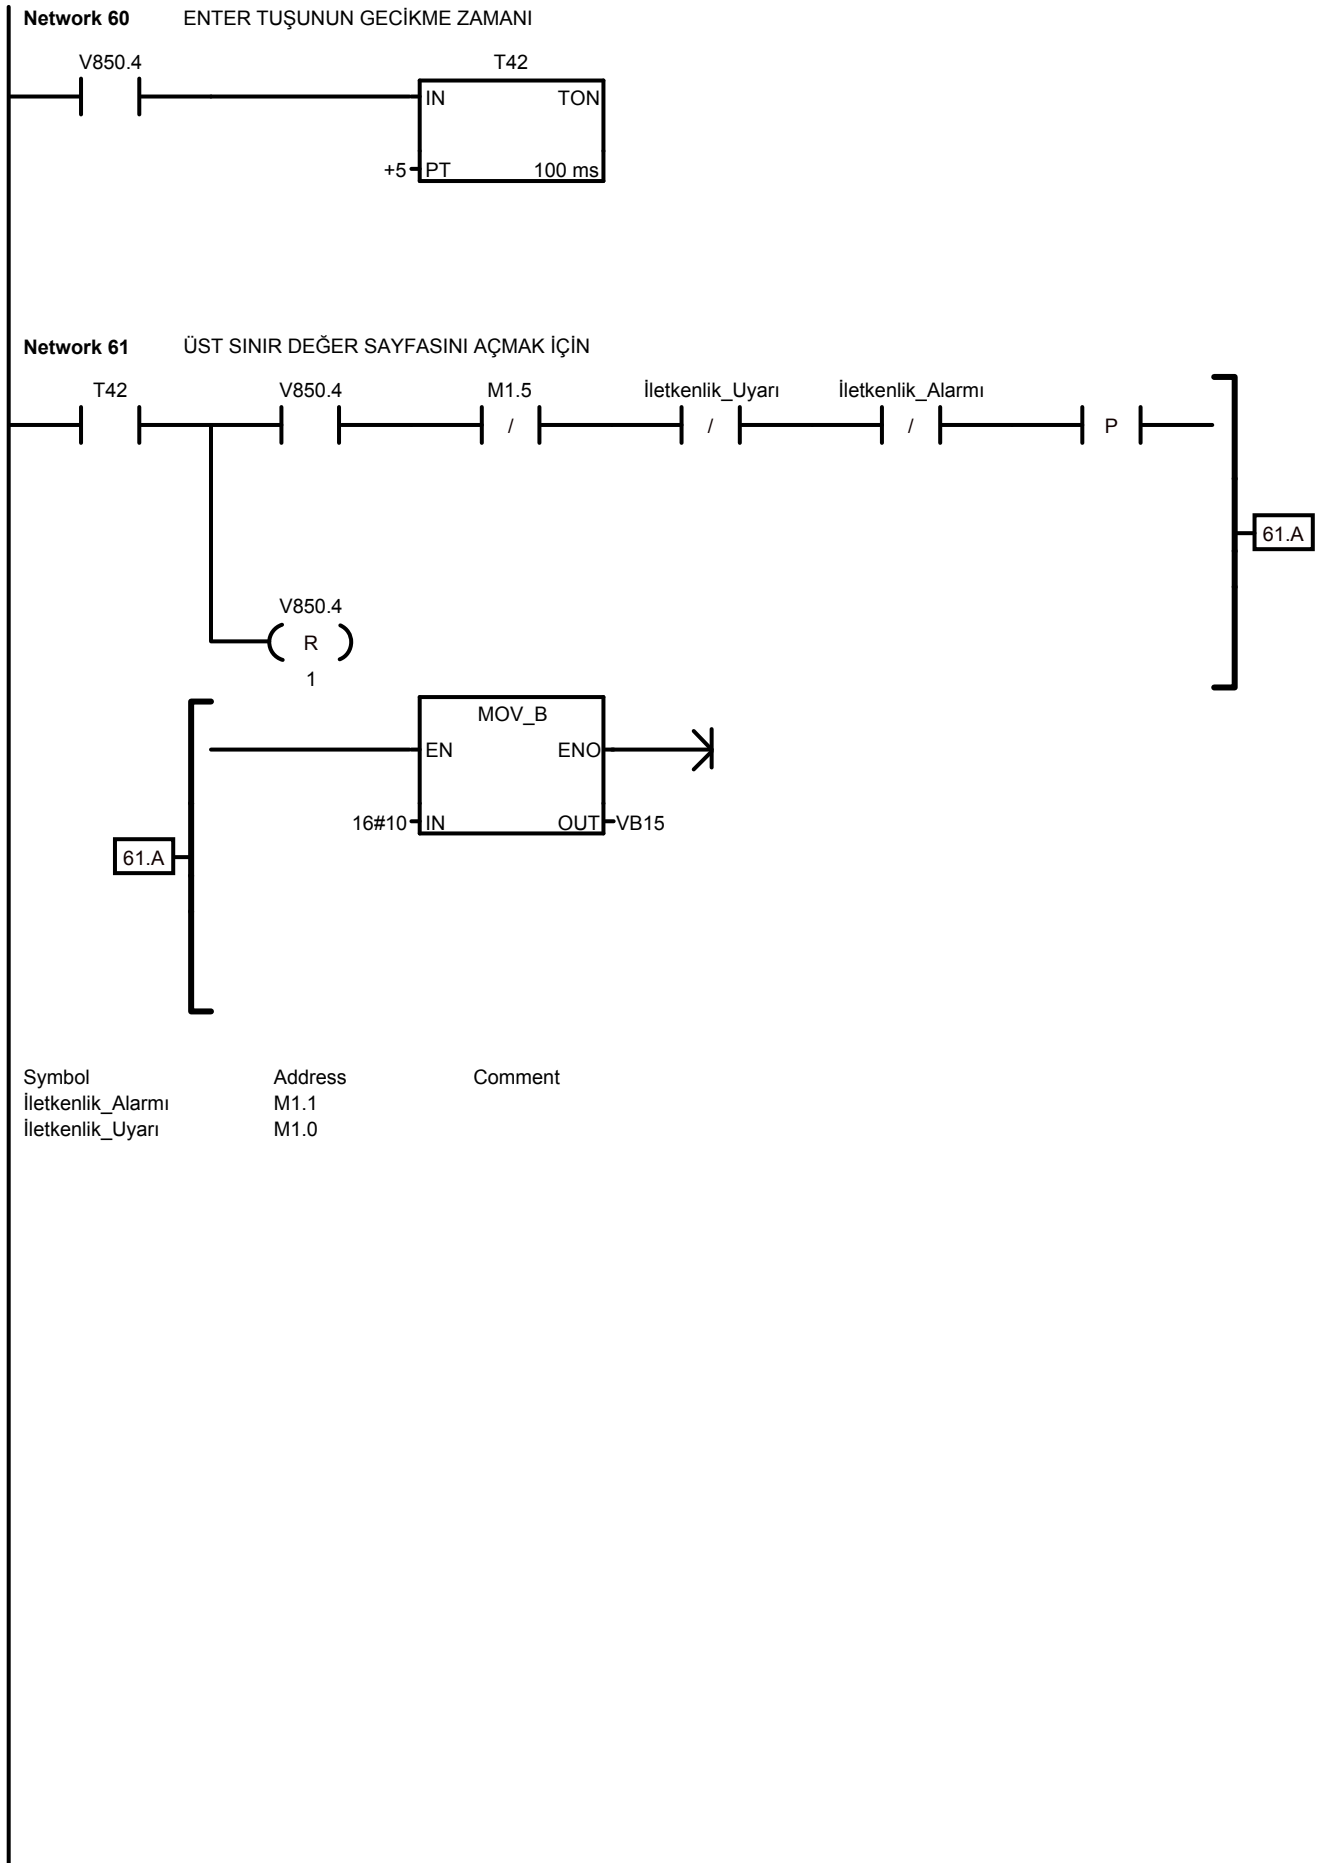 Network 60 ENTER TUŞUNUN GECİKME ZAMANI
V850.4 T42
IN TON
+5 PT 100 ms
Network 61 ÜST SINIR DEĞER SAYFASINI AÇMAK İÇİN
T42 V850.4 M1.5 İletkenlik_Uyarı İletkenlik_Alarmı
/ / / P
61.A
V850.4
R
1
MOV_B
EN ENO
16#10 IN OUT VB15
61.A
Symbol Address Comment
İletkenlik_Alarmı M1.1
İletkenlik_Uyarı M1.0